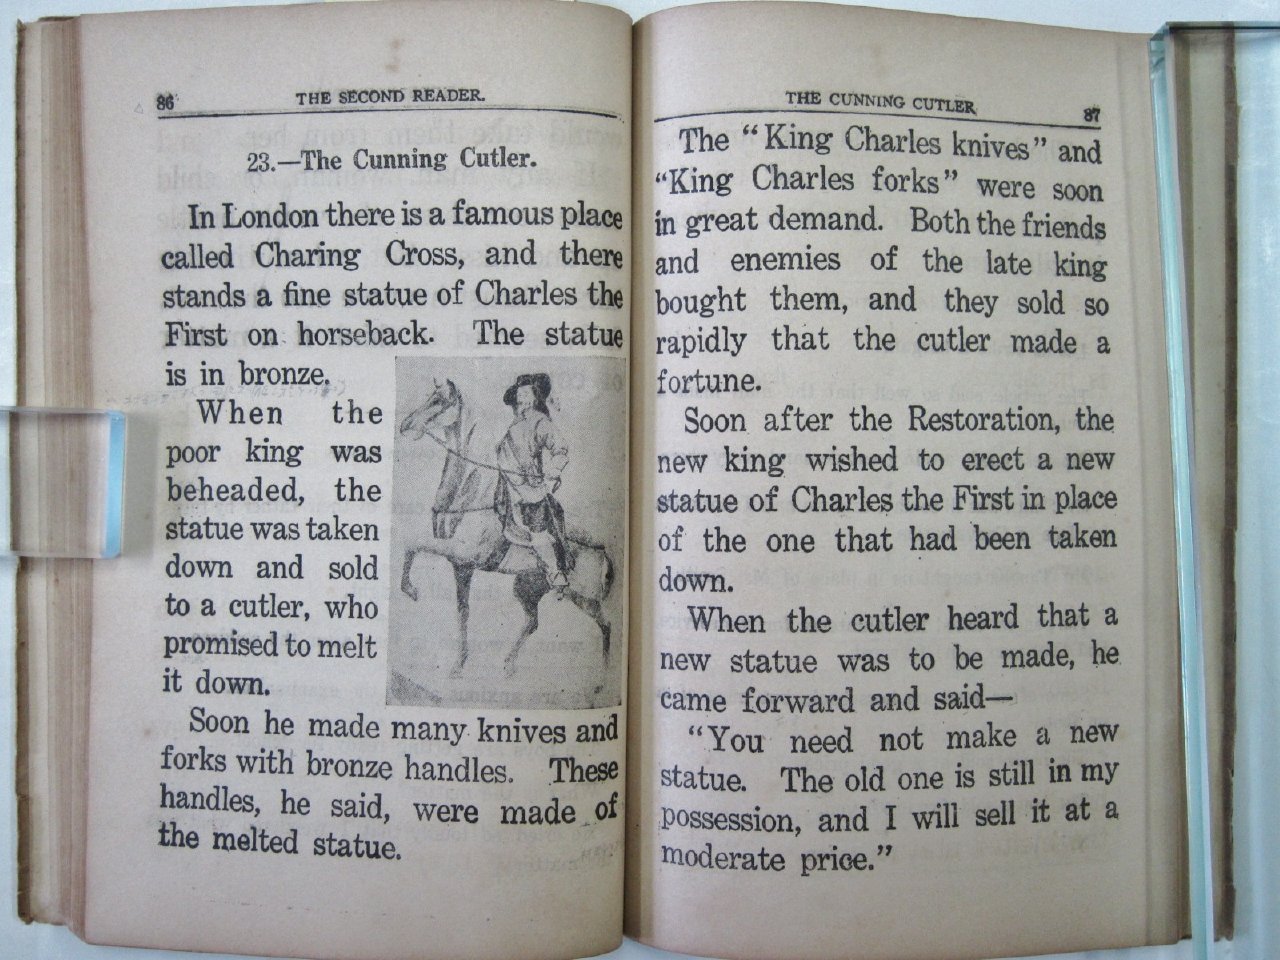 86
THE SECOND READER.
23.—The Cunning Cutler.
In London there is a famous place
called Charing Cross, and there
stands a fine statue of Charles the
First on horseback. The statue
is in bronze.
When the
poor king was
beheaded, the
statue was taken
down and sold
to a cutler, who
promised to melt
it down.
Soon he made many knives and
forks with bronze handles. These
handles, he said, were made of
the melted statue.
THE CUNNING CUTLER.
87
The “King Charles knives” and
“King Charles forks” were soon
in great demand. Both the friends
and enemies of the late king
bought them, and they sold so
rapidly that the cutler made a
fortune.
Soon after the Restoration, the
new king wished to erect a new
statue of Charles the First in place
of the one that had been taken
down.
When the cutler heard that a
new statue was to be made, he
came forward and said—
“You need not make a new
statue. The old one is still in my
possession, and I will sell it at a
moderate price.”